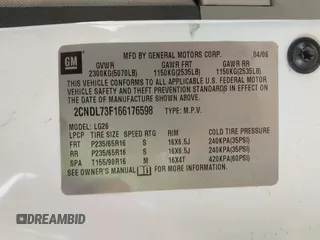 GM
MFD BY GENERAL MOTORS CORP. 04/06
GVWR GAWR FRT GAWR RR
2300KG(5070LB) 1150KG(2535LB) 1150KG(2535LB)
THIS VEHICLE CONFORMS TO ALL APPLICABLE U.S. FEDERAL MOTOR
VEHICLE SAFETY AND THEFT PREVENTION STANDARDS IN
EFFECT ON THE DATE OF MANUFACTURE SHOWN ABOVE.
2CNDL73F166176598 TYPE: M.P.V.
MODEL: LG26
LPCP TIRE SIZE SPEED RTG RIM COLD TIRE PRESSURE
FRT P235/65R16 S 16X6.5J 240KPA(35PSI)
RR P235/65R16 S 16X6.5J 240KPA(35PSI)
SPA T155/90R16 M 16X4T 420KPA(60PSI)
SEE OWNER'S MANUAL FOR MORE INFORMATION
DREAMBID